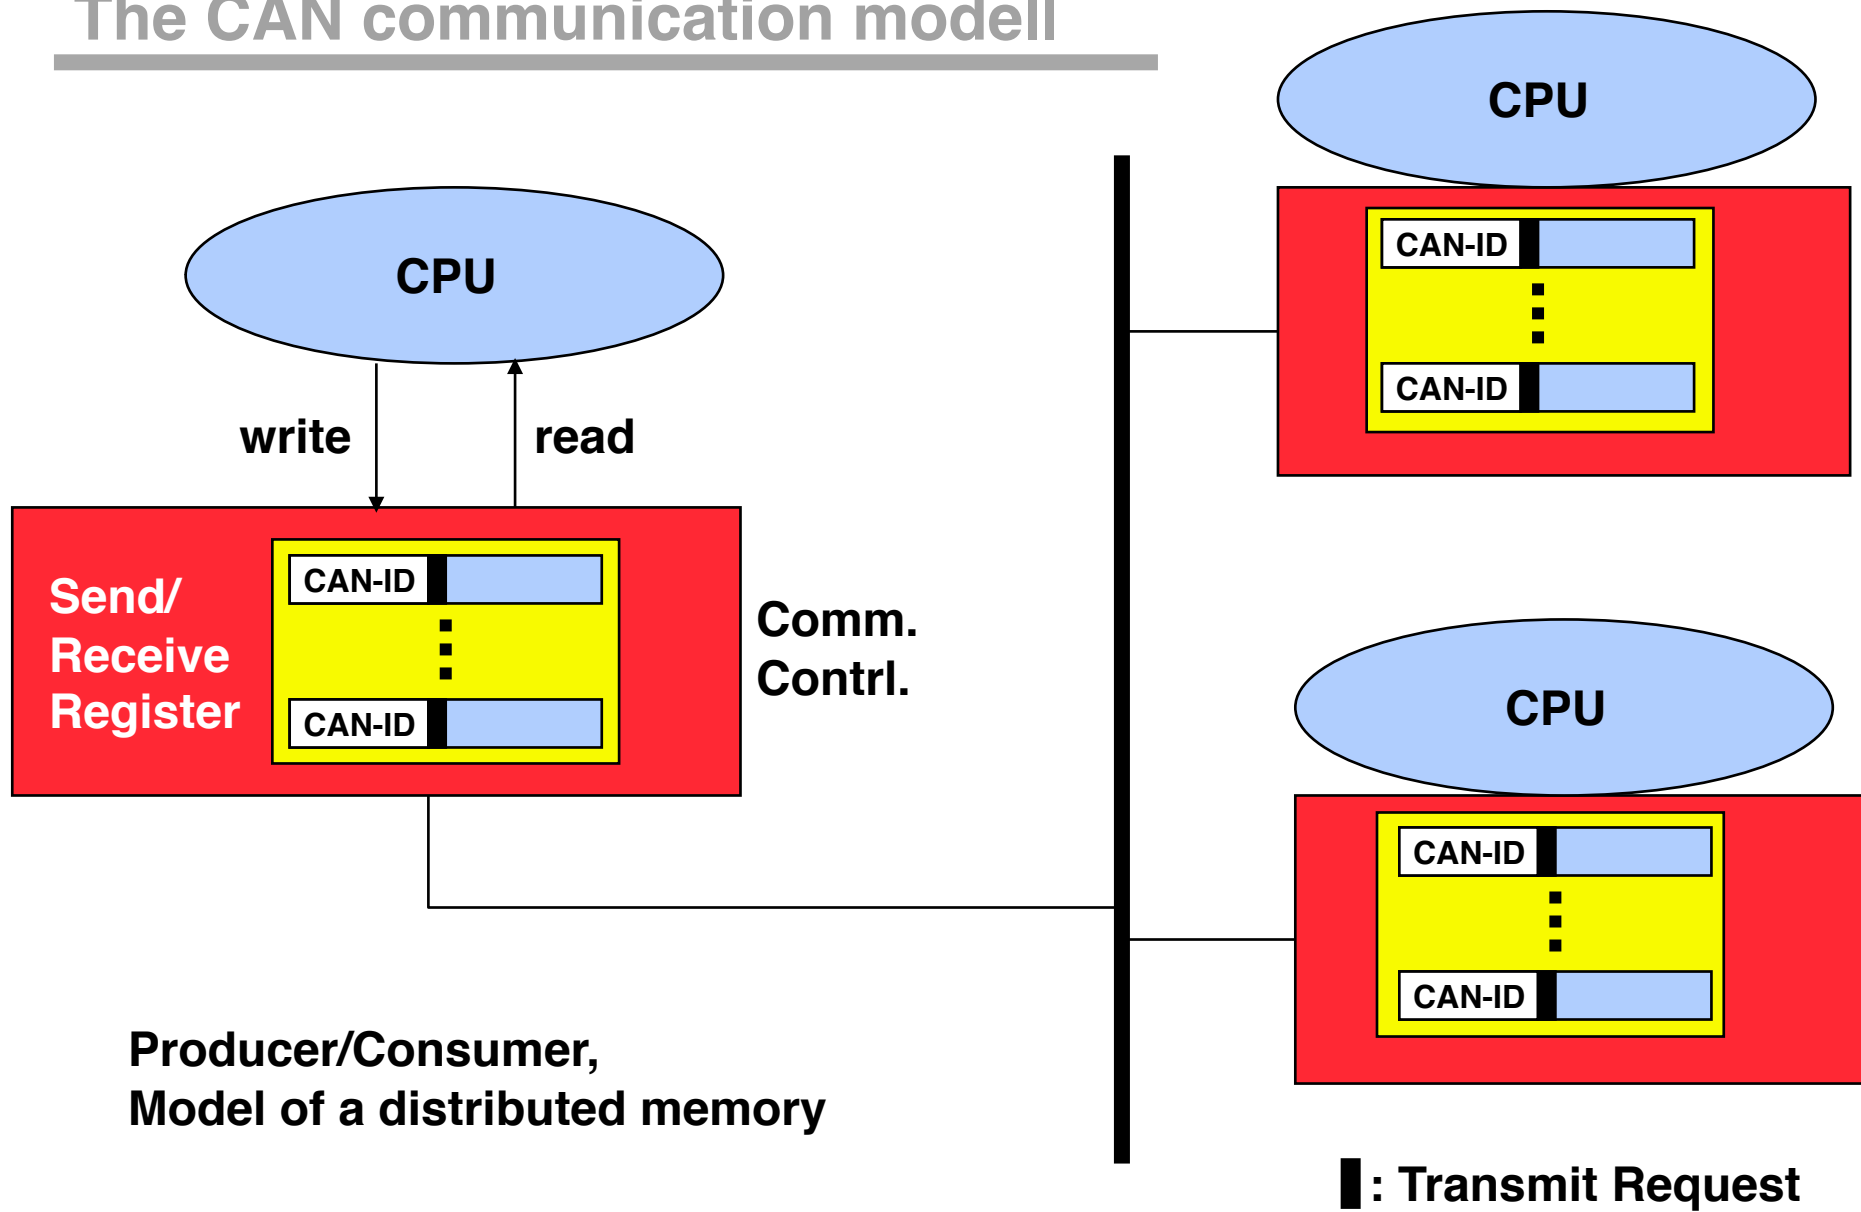 The CAN communication modell
CPU
CAN-ID
CAN-ID
CPU
write
read
Send/
Receive
Register
CAN-ID
CAN-ID
Comm.
Contrl.
CPU
CAN-ID
CAN-ID
Producer/Consumer,
Model of a distributed memory
: Transmit Request